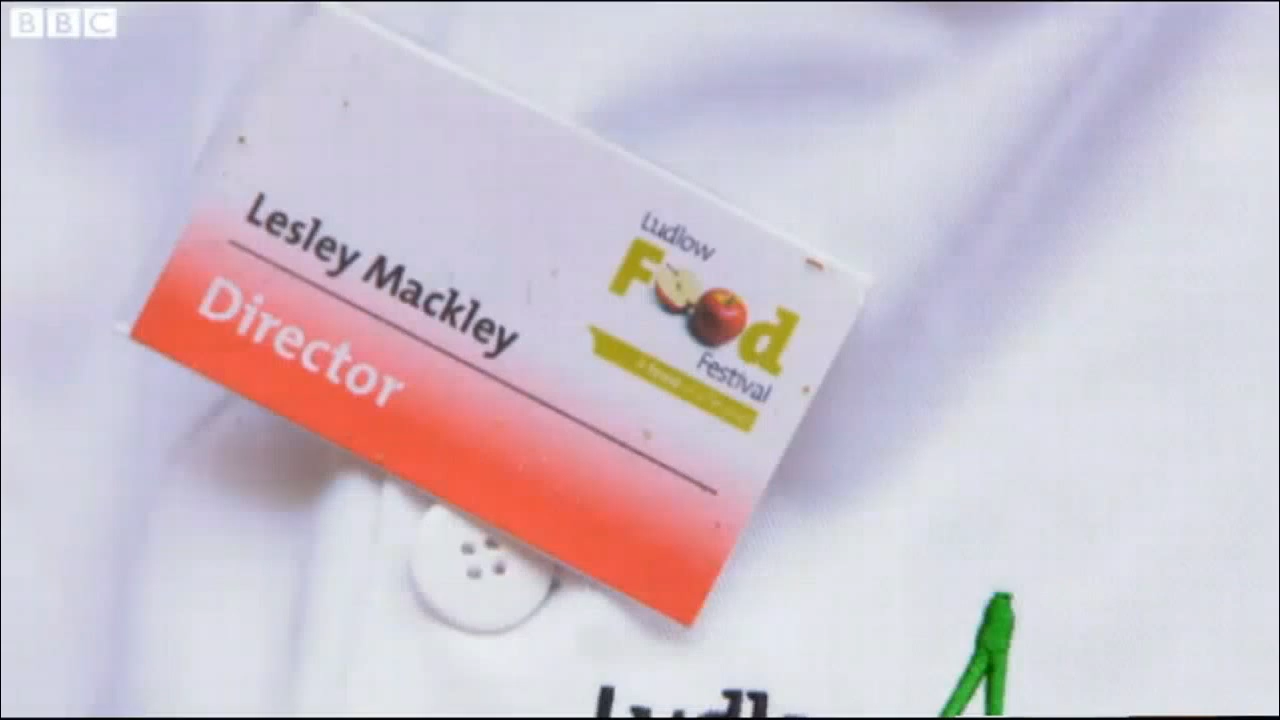 BBC
Lesley Mackley
Director
Ludlow
Food
Festival